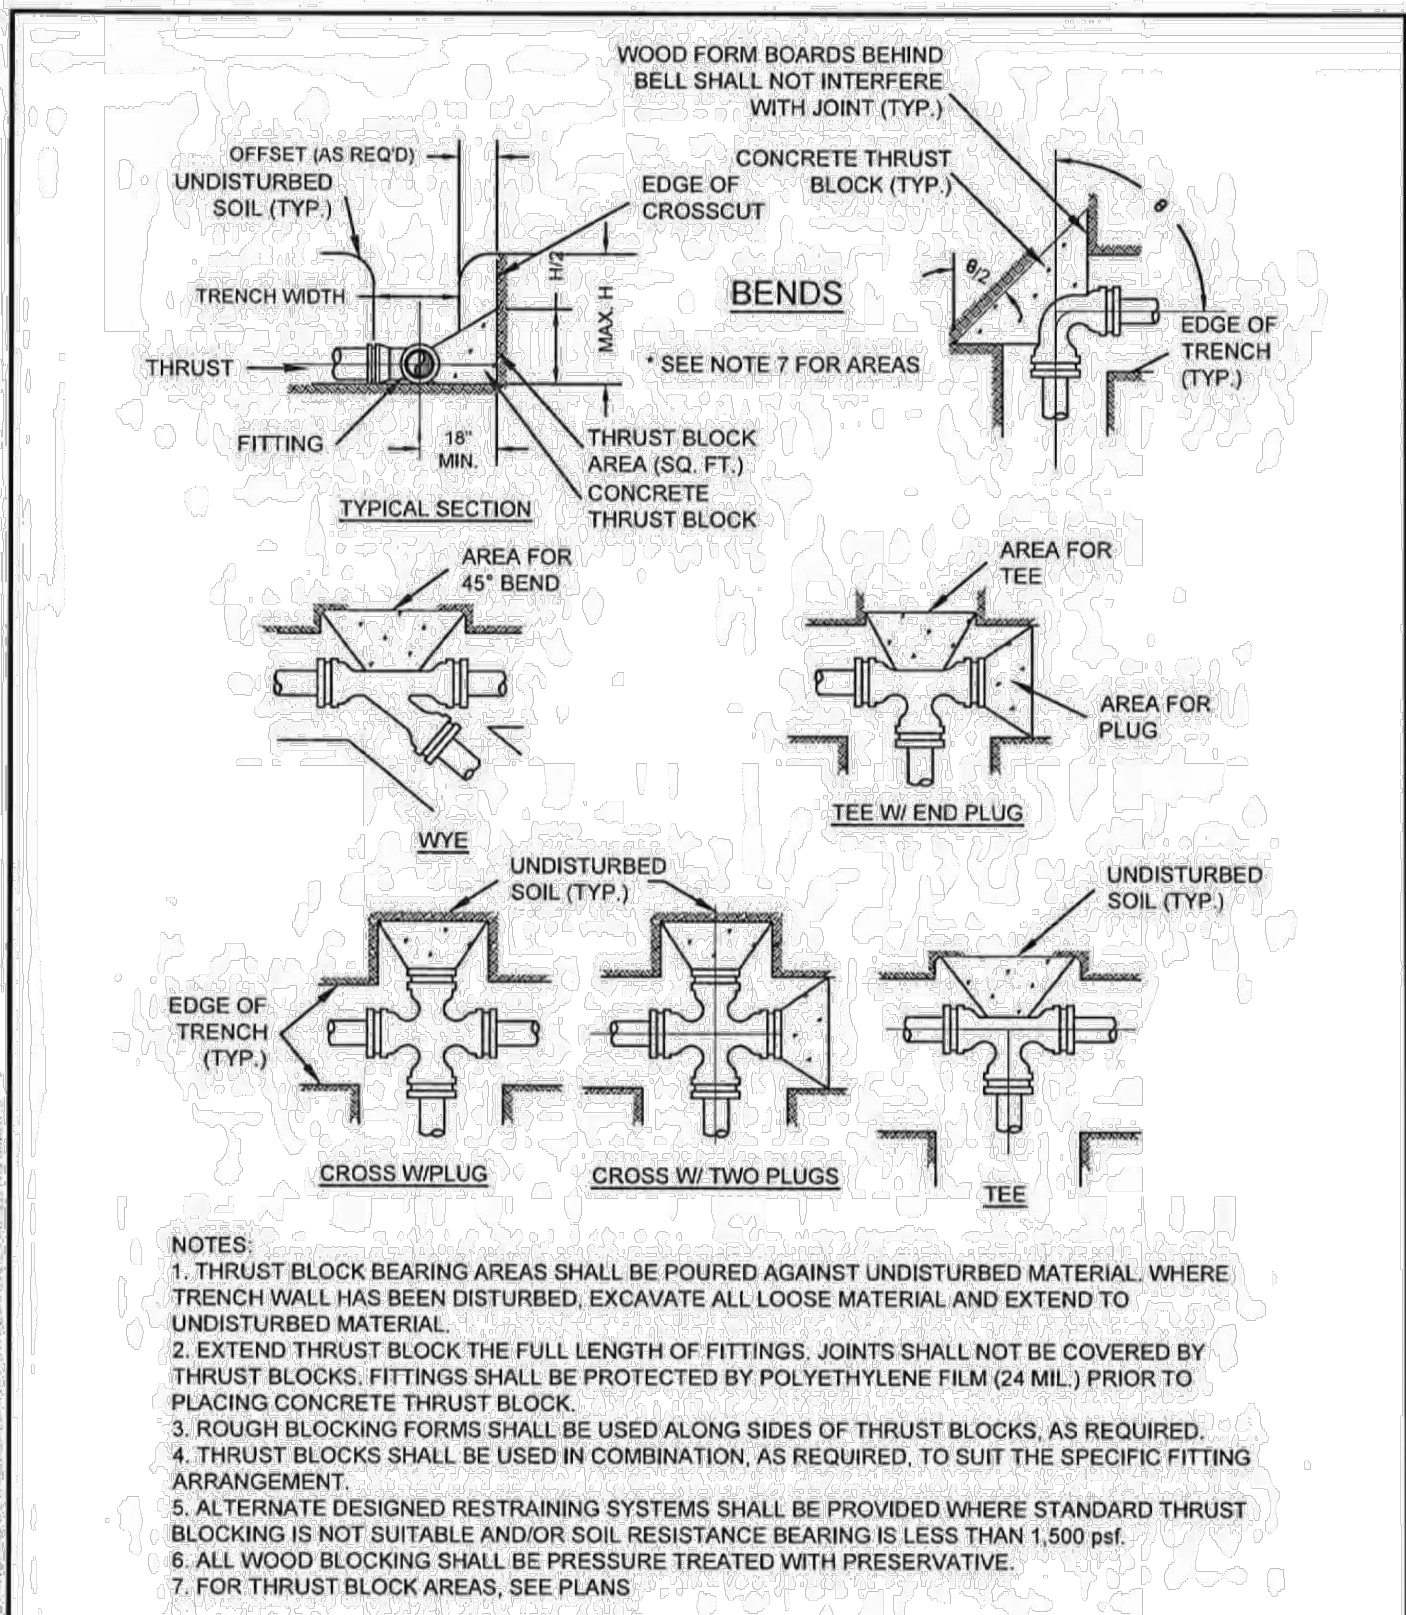 WOOD FORM BOARDS BEHIND
BELL SHALL NOT INTERFERE
WITH JOINT (TYP.)
OFFSET (AS REQ'D)
UNDISTURBED
SOIL (TYP.)
EDGE OF
CROSSCUT
CONCRETE THRUST
BLOCK (TYP.)
θ
θ/2
H/2
MAX. H
TRENCH WIDTH
BENDS
THRUST
* SEE NOTE 7 FOR AREAS
EDGE OF
TRENCH
(TYP.)
FITTING
18"
MIN.
THRUST BLOCK
AREA (SQ. FT.)
CONCRETE
THRUST BLOCK
TYPICAL SECTION
AREA FOR
45° BEND
AREA FOR
TEE
AREA FOR
PLUG
WYE
TEE W/ END PLUG
UNDISTURBED
SOIL (TYP.)
UNDISTURBED
SOIL (TYP.)
EDGE OF
TRENCH
(TYP.)
CROSS W/PLUG
CROSS W/ TWO PLUGS
TEE
NOTES:
1. THRUST BLOCK BEARING AREAS SHALL BE POURED AGAINST UNDISTURBED MATERIAL. WHERE
TRENCH WALL HAS BEEN DISTURBED, EXCAVATE ALL LOOSE MATERIAL AND EXTEND TO
UNDISTURBED MATERIAL.
2. EXTEND THRUST BLOCK THE FULL LENGTH OF FITTINGS. JOINTS SHALL NOT BE COVERED BY
THRUST BLOCKS. FITTINGS SHALL BE PROTECTED BY POLYETHYLENE FILM (24 MIL.) PRIOR TO
PLACING CONCRETE THRUST BLOCK.
3. ROUGH BLOCKING FORMS SHALL BE USED ALONG SIDES OF THRUST BLOCKS, AS REQUIRED.
4. THRUST BLOCKS SHALL BE USED IN COMBINATION, AS REQUIRED, TO SUIT THE SPECIFIC FITTING
ARRANGEMENT.
5. ALTERNATE DESIGNED RESTRAINING SYSTEMS SHALL BE PROVIDED WHERE STANDARD THRUST
BLOCKING IS NOT SUITABLE AND/OR SOIL RESISTANCE BEARING IS LESS THAN 1,500 psf.
6. ALL WOOD BLOCKING SHALL BE PRESSURE TREATED WITH PRESERVATIVE.
7. FOR THRUST BLOCK AREAS, SEE PLANS